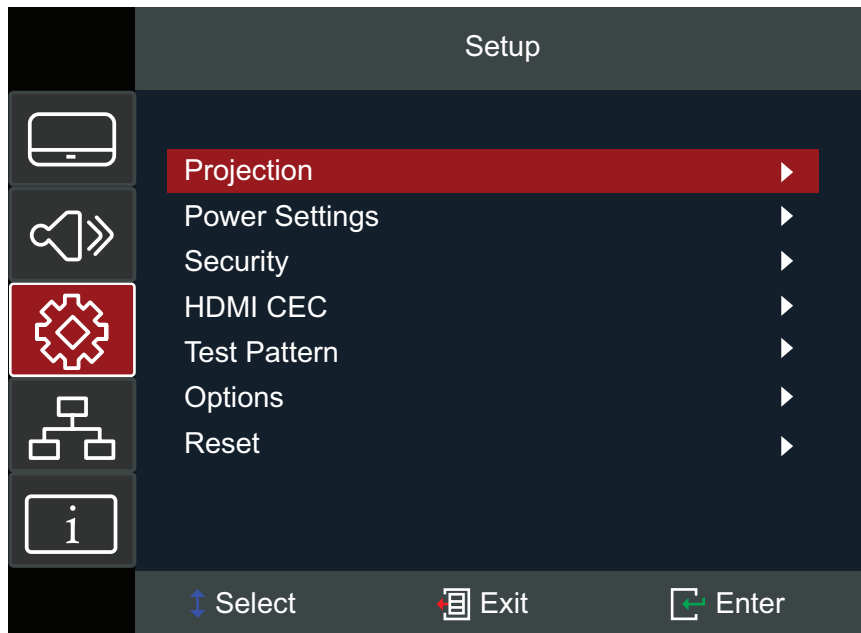 Setup
Projection
Power Settings
Security
HDMI CEC
Test Pattern
Options
Reset
i
Select Exit Enter